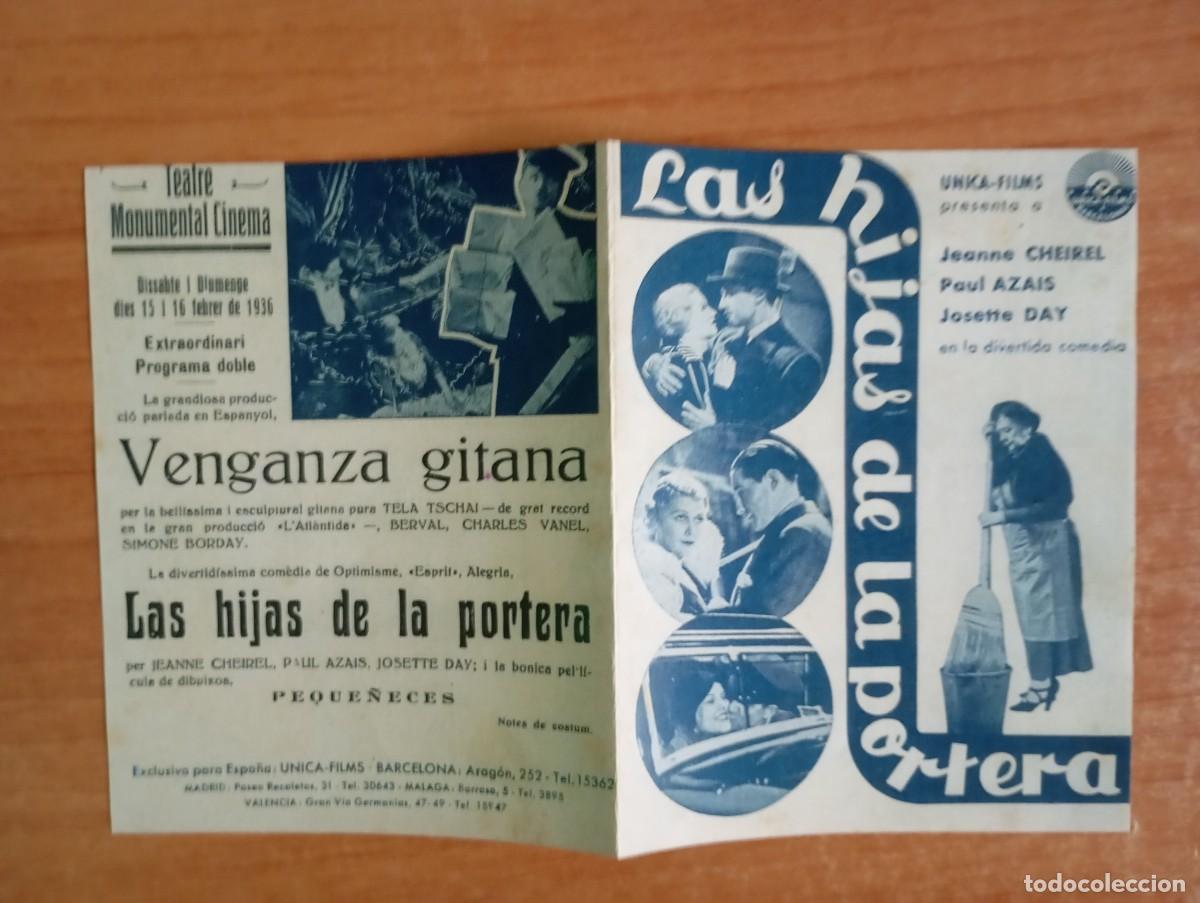 Teatre
Monumental Cinema
Dissabte i Diumenge
dies 15 i 16 febrer de 1936
Extraordinari
Programa doble
La grandiosa produc-
ció parlada en Espanyol,
Venganza gitana
per la bellíssima i esculptural gitana pura TELA TSCHAI — de grat record
en la gran producció «L'Atlàntida» —, BERVAL, CHARLES VANEL,
SIMONE BORDAY.
La divertidíssima comèdia de Optimisme, «Esprit», Alegria,
Las hijas de la portera
per JEANNE CHEIREL, PAUL AZAIS, JOSETTE DAY; i la bonica pel'lí-
cula de dibuixos,
PEQUEÑECES
Notes de costum.
Exclusiva para España: UNICA-FILMS - BARCELONA: Aragón, 252 - Tel. 15362
MADRID: Paseo Recoletos, 31 - Tel. 30643 - MALAGA: Barroso, 5 - Tel. 3895
VALENCIA: Gran Vía Germanías, 47-49 - Tel 15947
Las hijas de la portera
UNICA-FILMS
presenta a
Jeanne CHEIREL
Paul AZAIS
Josette DAY
en la divertida comedia
todocoleccion